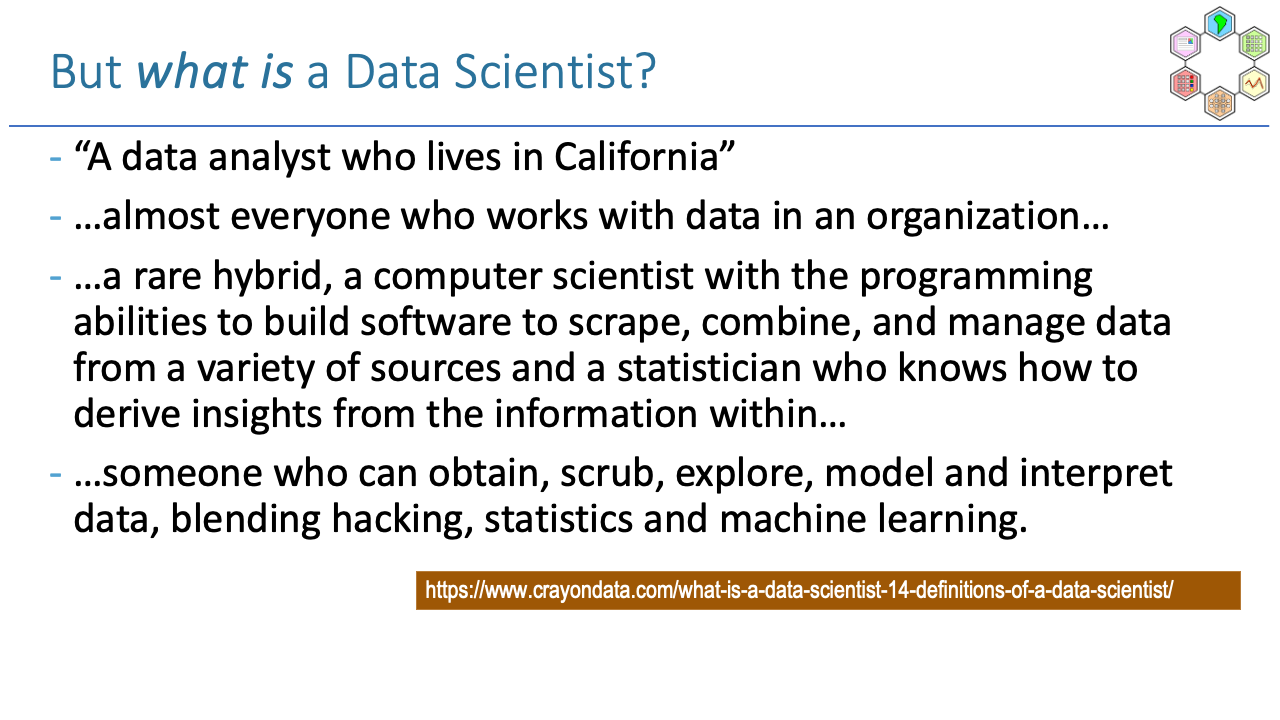 But what is a Data Scientist?
- “A data analyst who lives in California”
- …almost everyone who works with data in an organization…
- …a rare hybrid, a computer scientist with the programming
abilities to build software to scrape, combine, and manage data
from a variety of sources and a statistician who knows how to
derive insights from the information within…
- …someone who can obtain, scrub, explore, model and interpret
data, blending hacking, statistics and machine learning.
https://www.crayondata.com/what-is-a-data-scientist-14-definitions-of-a-data-scientist/